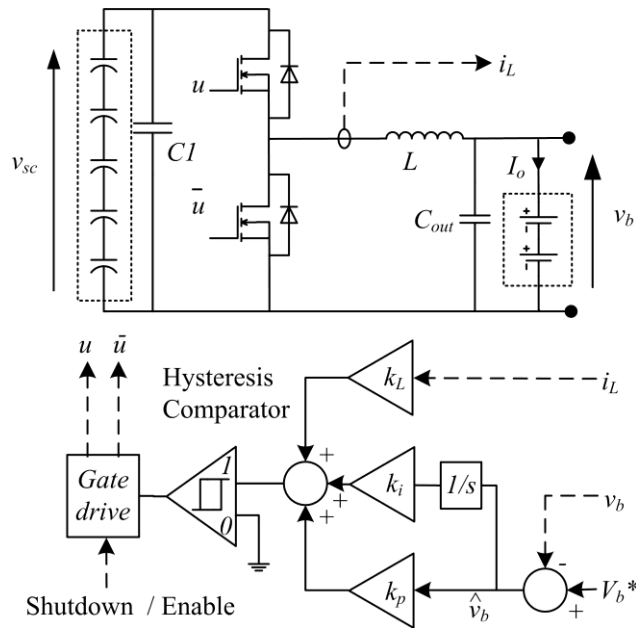 u
i_L
v_sc
C1
L
I_o
ū
C_out
v_b
u ū
Hysteresis
Comparator
k_L
i_L
Gate
drive
1
0
+
+
+
k_i
1/s
v_b
k_p
v̂_b
-
+
V_b*
Shutdown / Enable